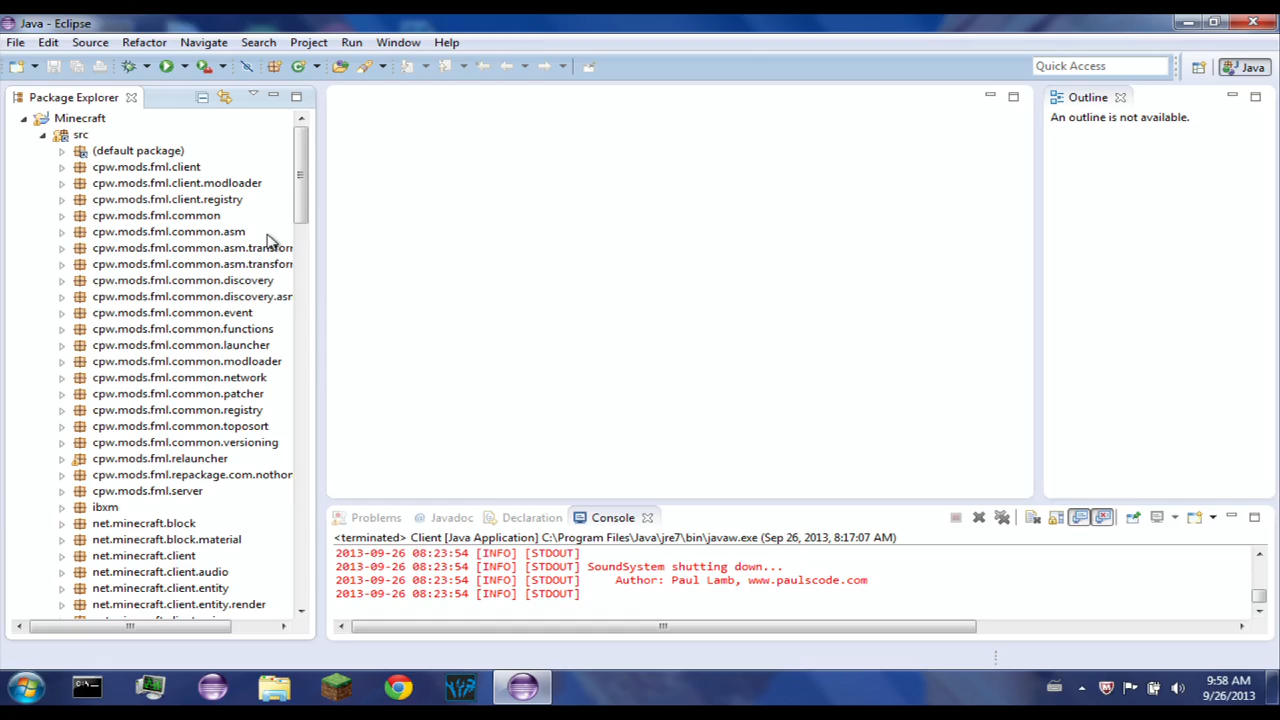 Java - Eclipse
File Edit Source Refactor Navigate Search Project Run Window Help
Quick Access
Java
Package Explorer
Minecraft
src
(default package)
cpw.mods.fml.client
cpw.mods.fml.client.modloader
cpw.mods.fml.client.registry
cpw.mods.fml.common
cpw.mods.fml.common.asm
cpw.mods.fml.common.asm.transfor
cpw.mods.fml.common.asm.transfor
cpw.mods.fml.common.discovery
cpw.mods.fml.common.discovery.asm
cpw.mods.fml.common.event
cpw.mods.fml.common.functions
cpw.mods.fml.common.launcher
cpw.mods.fml.common.modloader
cpw.mods.fml.common.network
cpw.mods.fml.common.patcher
cpw.mods.fml.common.registry
cpw.mods.fml.common.toposort
cpw.mods.fml.common.versioning
cpw.mods.fml.relauncher
cpw.mods.fml.repackage.com.nothor
cpw.mods.fml.server
ibxm
net.minecraft.block
net.minecraft.block.material
net.minecraft.client
net.minecraft.client.audio
net.minecraft.client.entity
net.minecraft.client.entity.render
Outline
An outline is not available.
Problems Javadoc Declaration Console
<terminated> Client [Java Application] C:\Program Files\Java\jre7\bin\javaw.exe (Sep 26, 2013, 8:17:07 AM)
2013-09-26 08:23:54 [INFO] [STDOUT]
2013-09-26 08:23:54 [INFO] [STDOUT] SoundSystem shutting down...
2013-09-26 08:23:54 [INFO] [STDOUT] Author: Paul Lamb, www.paulscode.com
2013-09-26 08:23:54 [INFO] [STDOUT]
9:58 AM
9/26/2013